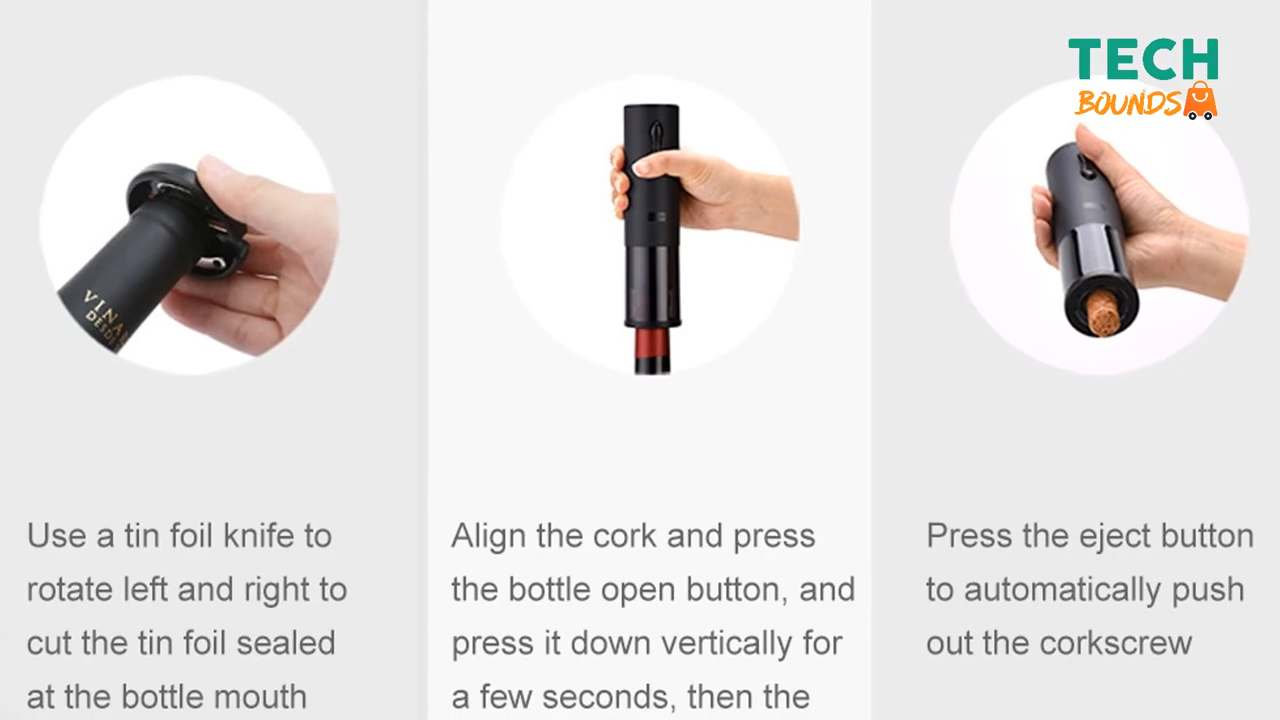 TECH
BOUNDS
Use a tin foil knife to
rotate left and right to
cut the tin foil sealed
at the bottle mouth
Align the cork and press
the bottle open button, and
press it down vertically for
a few seconds, then the
Press the eject button
to automatically push
out the corkscrew